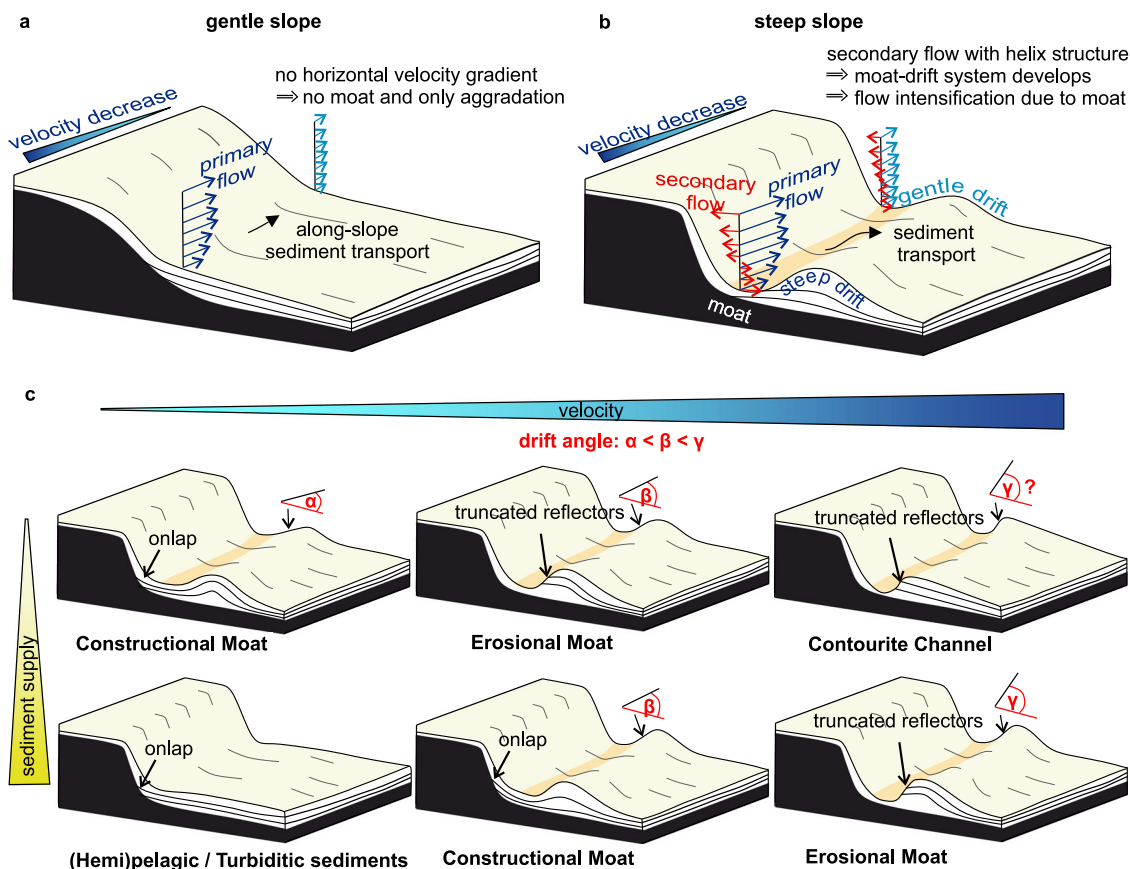 a
gentle slope
no horizontal velocity gradient
⇒ no moat and only aggradation
velocity decrease
primary
flow
along-slope
sediment transport
b
steep slope
secondary flow with helix structure
⇒ moat-drift system develops
⇒ flow intensification due to moat
velocity decrease
secondary
flow
primary
flow
gentle drift
sediment
transport
steep drift
moat
c
velocity
drift angle: α < β < γ
sediment supply
α
onlap
Constructional Moat
β
truncated reflectors
Erosional Moat
γ ?
truncated reflectors
Contourite Channel
onlap
(Hemi)pelagic / Turbiditic sediments
β
onlap
Constructional Moat
γ
truncated reflectors
Erosional Moat